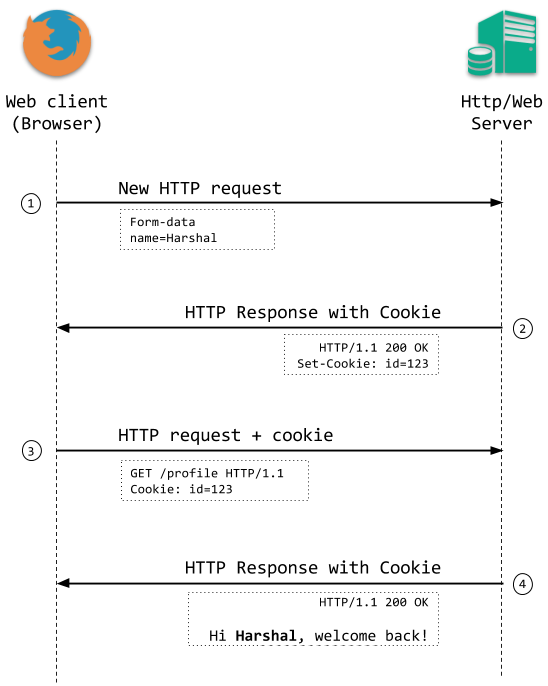 Web client
(Browser)
Http/Web
Server
New HTTP request
1
Form-data
name=Harshal
HTTP Response with Cookie
2
HTTP/1.1 200 OK
Set-Cookie: id=123
HTTP request + cookie
3
GET /profile HTTP/1.1
Cookie: id=123
HTTP Response with Cookie
4
HTTP/1.1 200 OK
Hi Harshal, welcome back!